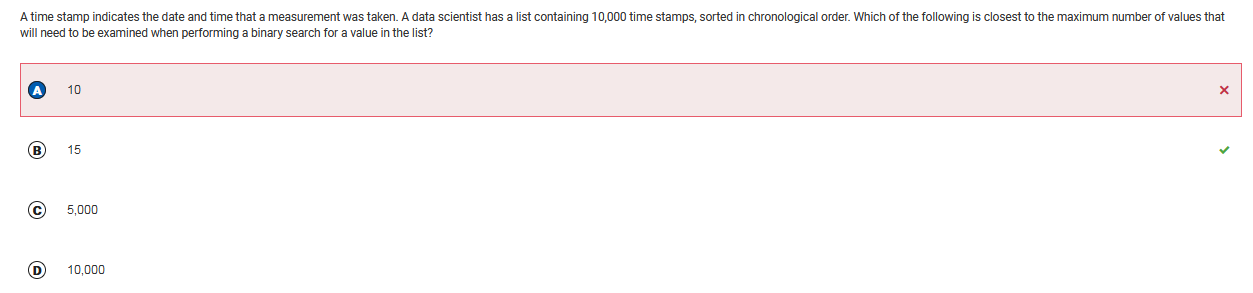 A time stamp indicates the date and time that a measurement was taken. A data scientist has a list containing 10,000 time stamps, sorted in chronological order. Which of the following is closest to the maximum number of values that
will need to be examined when performing a binary search for a value in the list?
A 10
B 15
C 5,000
D 10,000